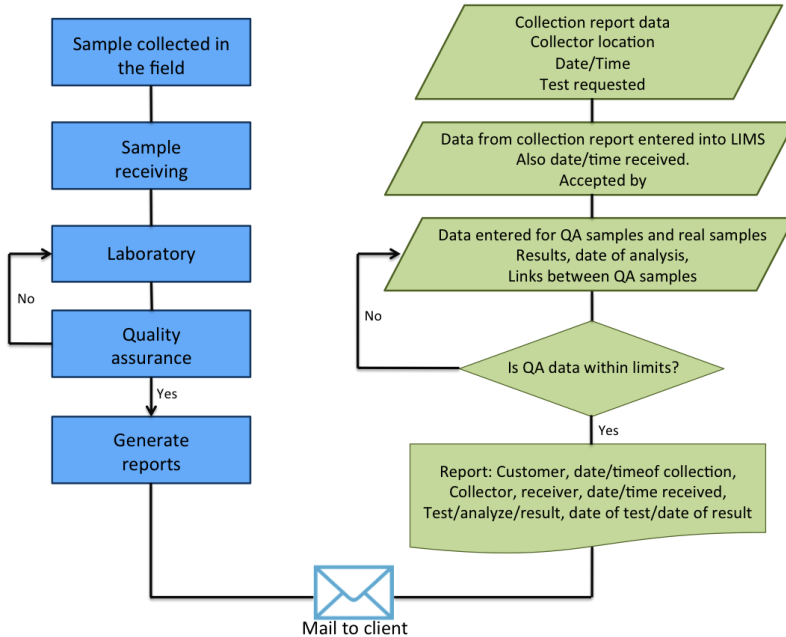 Sample collected in
the field
Sample
receiving
Laboratory
No
Quality
assurance
Yes
Generate
reports
Collection report data
Collector location
Date/Time
Test requested
Data from collection report entered into LIMS
Also date/time received.
Accepted by
Data entered for QA samples and real samples
Results, date of analysis,
Links between QA samples
No
Is QA data within limits?
Yes
Report: Customer, date/timeof collection,
Collector, receiver, date/time received,
Test/analyze/result, date of test/date of result
Mail to client